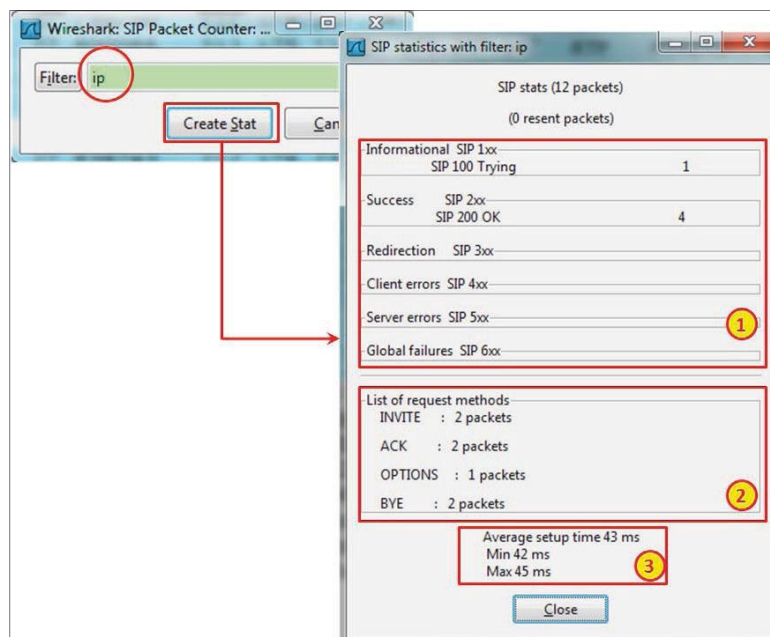 Wireshark: SIP Packet Counter: ...
Filter: ip
Create Stat
Can
SIP statistics with filter: ip
SIP stats (12 packets)
(0 resent packets)
Informational SIP 1xx
SIP 100 Trying 1
Success SIP 2xx
SIP 200 OK 4
Redirection SIP 3xx
Client errors SIP 4xx
Server errors SIP 5xx
1
Global failures SIP 6xx
List of request methods
INVITE : 2 packets
ACK : 2 packets
OPTIONS : 1 packets
BYE : 2 packets
2
Average setup time 43 ms
Min 42 ms
Max 45 ms
3
Close